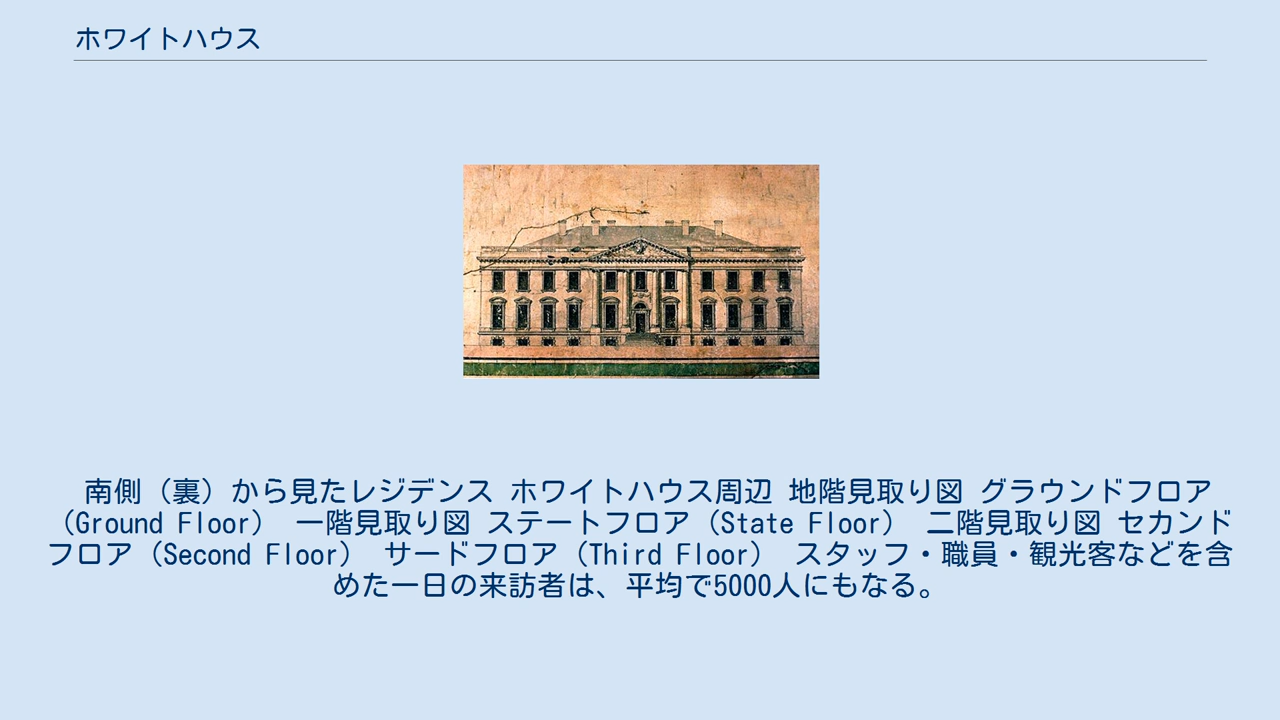 ホワイトハウス
南側（裏）から見たレジデンス ホワイトハウス周辺 地階見取り図 グラウンドフロア
（Ground Floor） 一階見取り図 ステートフロア（State Floor） 二階見取り図 セカンド
フロア（Second Floor） サードフロア（Third Floor） スタッフ・職員・観光客などを含
めた一日の来訪者は、平均で5000人にもなる。